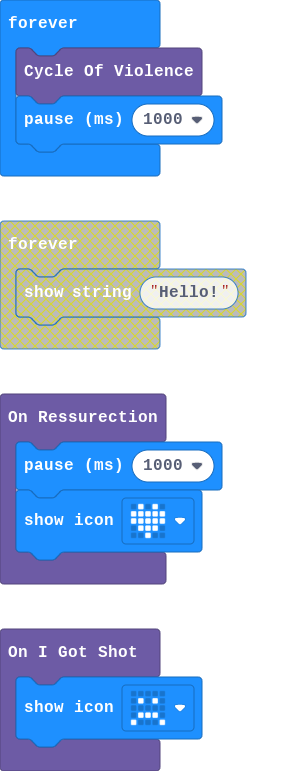 forever
Cycle Of Violence
pause (ms) 1000
forever
show string "Hello!"
On Ressurection
pause (ms) 1000
show icon
On I Got Shot
show icon